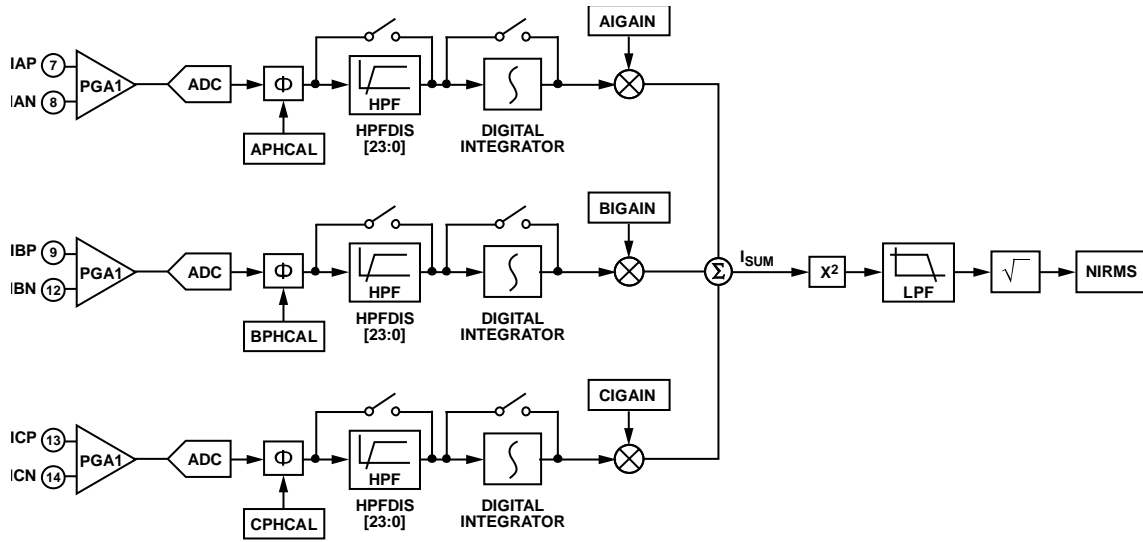 AIGAIN
IAP 7
IAN 8
PGA1
ADC
Φ
HPF
APHCAL
HPFDIS
[23:0]
DIGITAL
INTEGRATOR
BIGAIN
IBP 9
IBN 12
PGA1
ADC
Φ
HPF
BPHCAL
HPFDIS
[23:0]
DIGITAL
INTEGRATOR
Σ
ISUM
X2
LPF
√
NIRMS
CIGAIN
ICP 13
ICN 14
PGA1
ADC
Φ
HPF
CPHCAL
HPFDIS
[23:0]
DIGITAL
INTEGRATOR